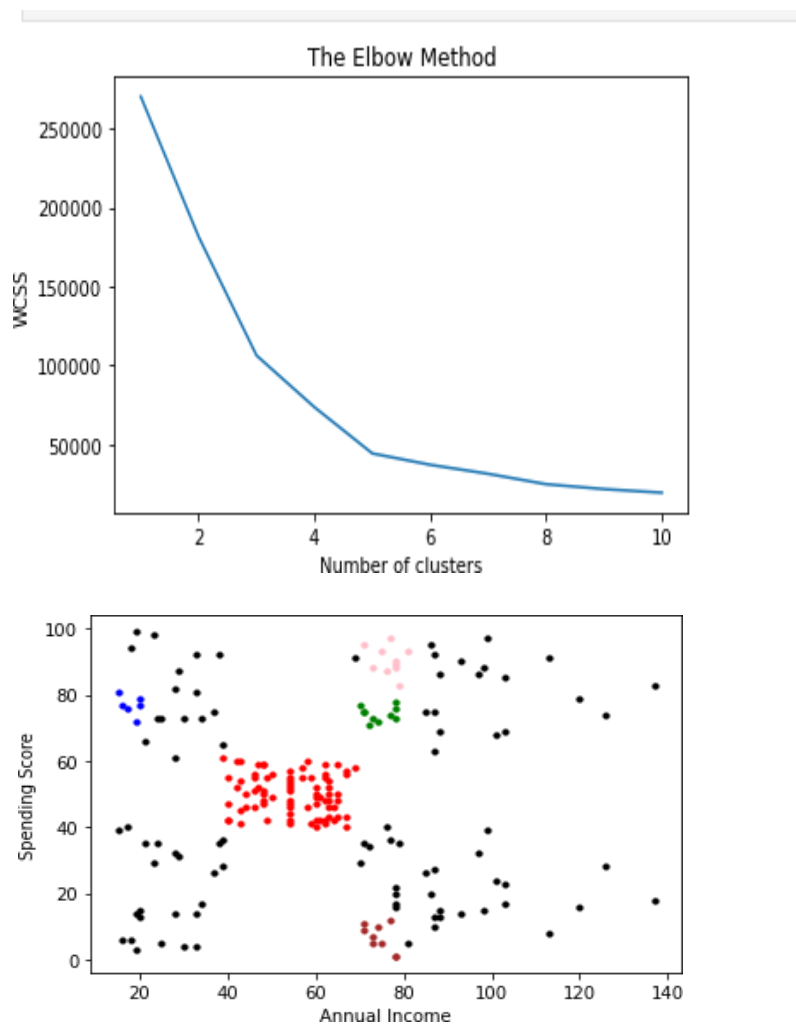 The Elbow Method
250000
200000
150000
100000
50000
WCSS
2 4 6 8 10
Number of clusters
100
80
60
40
20
0
Spending Score
20 40 60 80 100 120 140
Annual Income